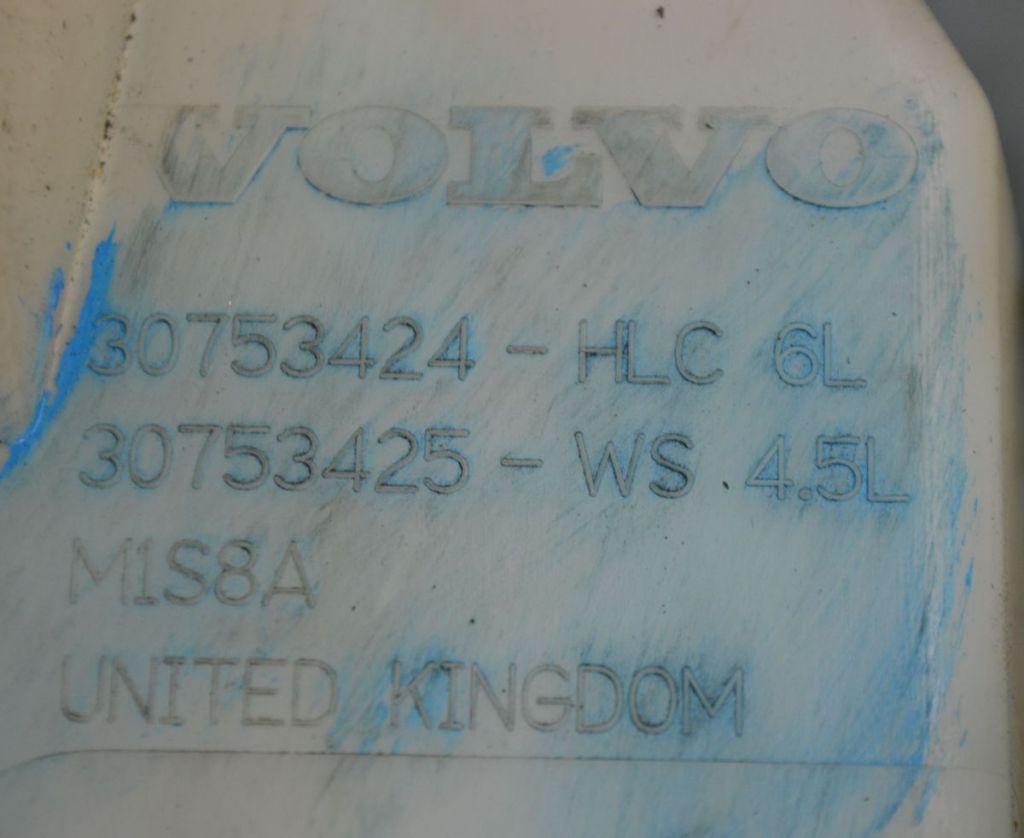 VOLVO
30753424 - HLC 6L
30753425 - WS 4.5L
M1S8A
UNITED KINGDOM